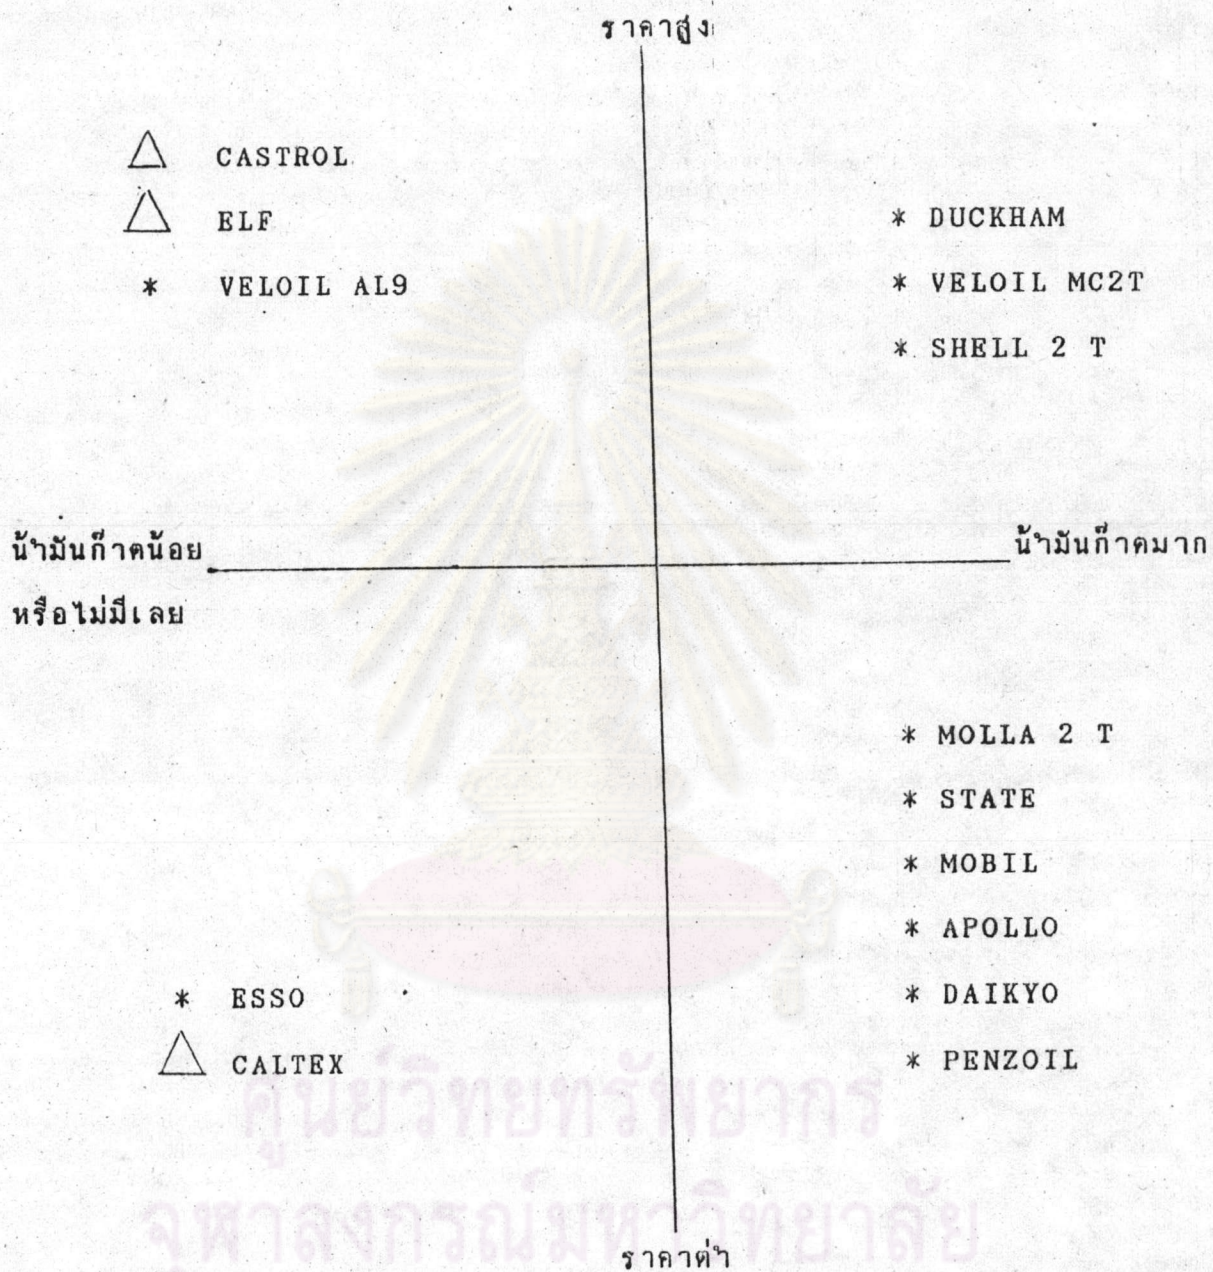 ราคาสูง
CASTROL
ELF
* DUCKHAM
* VELOIL AL9
* VELOIL MC2T
* SHELL 2 T
น้ำมันก๊าดน้อย
น้ำมันก๊าดมาก
หรือไม่มีเลย
* MOLLA 2 T
* STATE
* MOBIL
* APOLLO
* ESSO
* DAIKYO
CALTEX
* PENZOIL
ศูนย์วิทยทรัพยากร
จุฬาลงกรณ์มหาวิทยาลัย
ราคาต่ำ